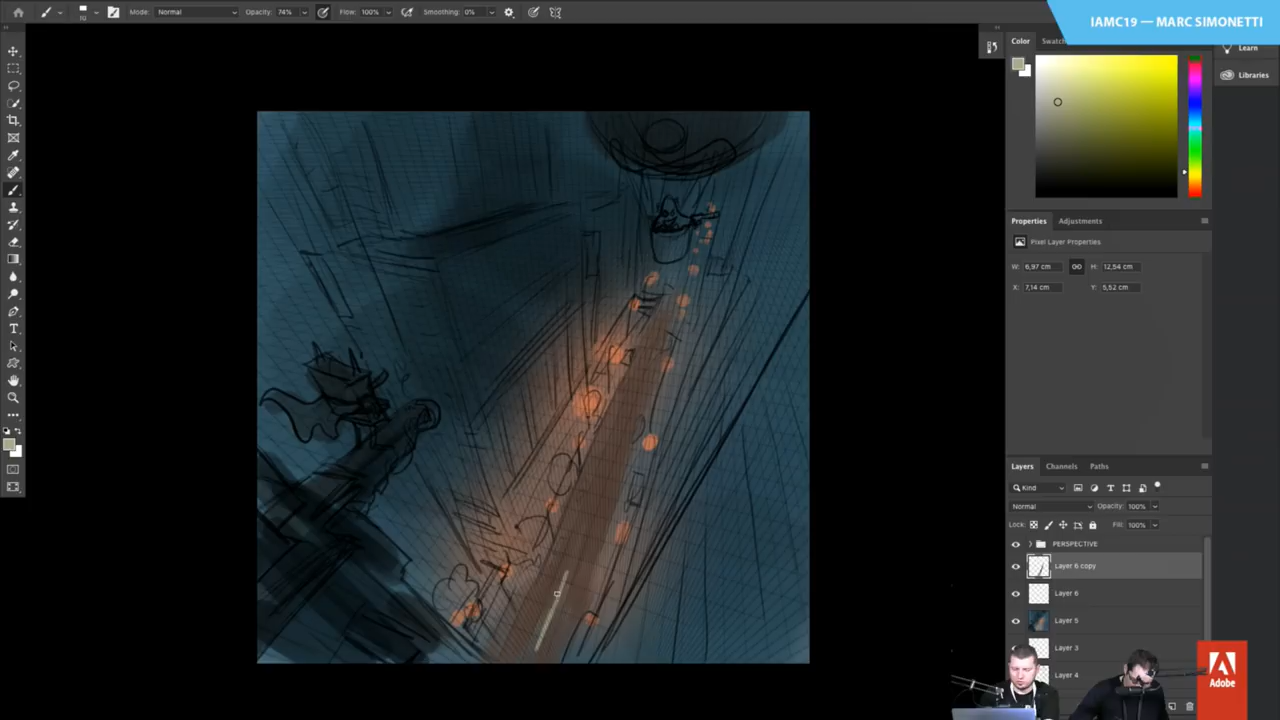 Mode: Normal Opacity: 74% Flow: 100% Smoothing: 0%
IAMC19 — MARC SIMONETTI
Color
Learn
Libraries
Properties Adjustments
Pixel Layer Properties
W: 6,97 cm H: 12,54 cm
X: 7,14 cm Y: 5,52 cm
Layers Channels Paths
Kind
Normal Opacity: 100%
Lock: Fill: 100%
PERSPECTIVE
Layer 6 copy
Layer 6
Layer 5
Layer 3
Layer 4
Adobe